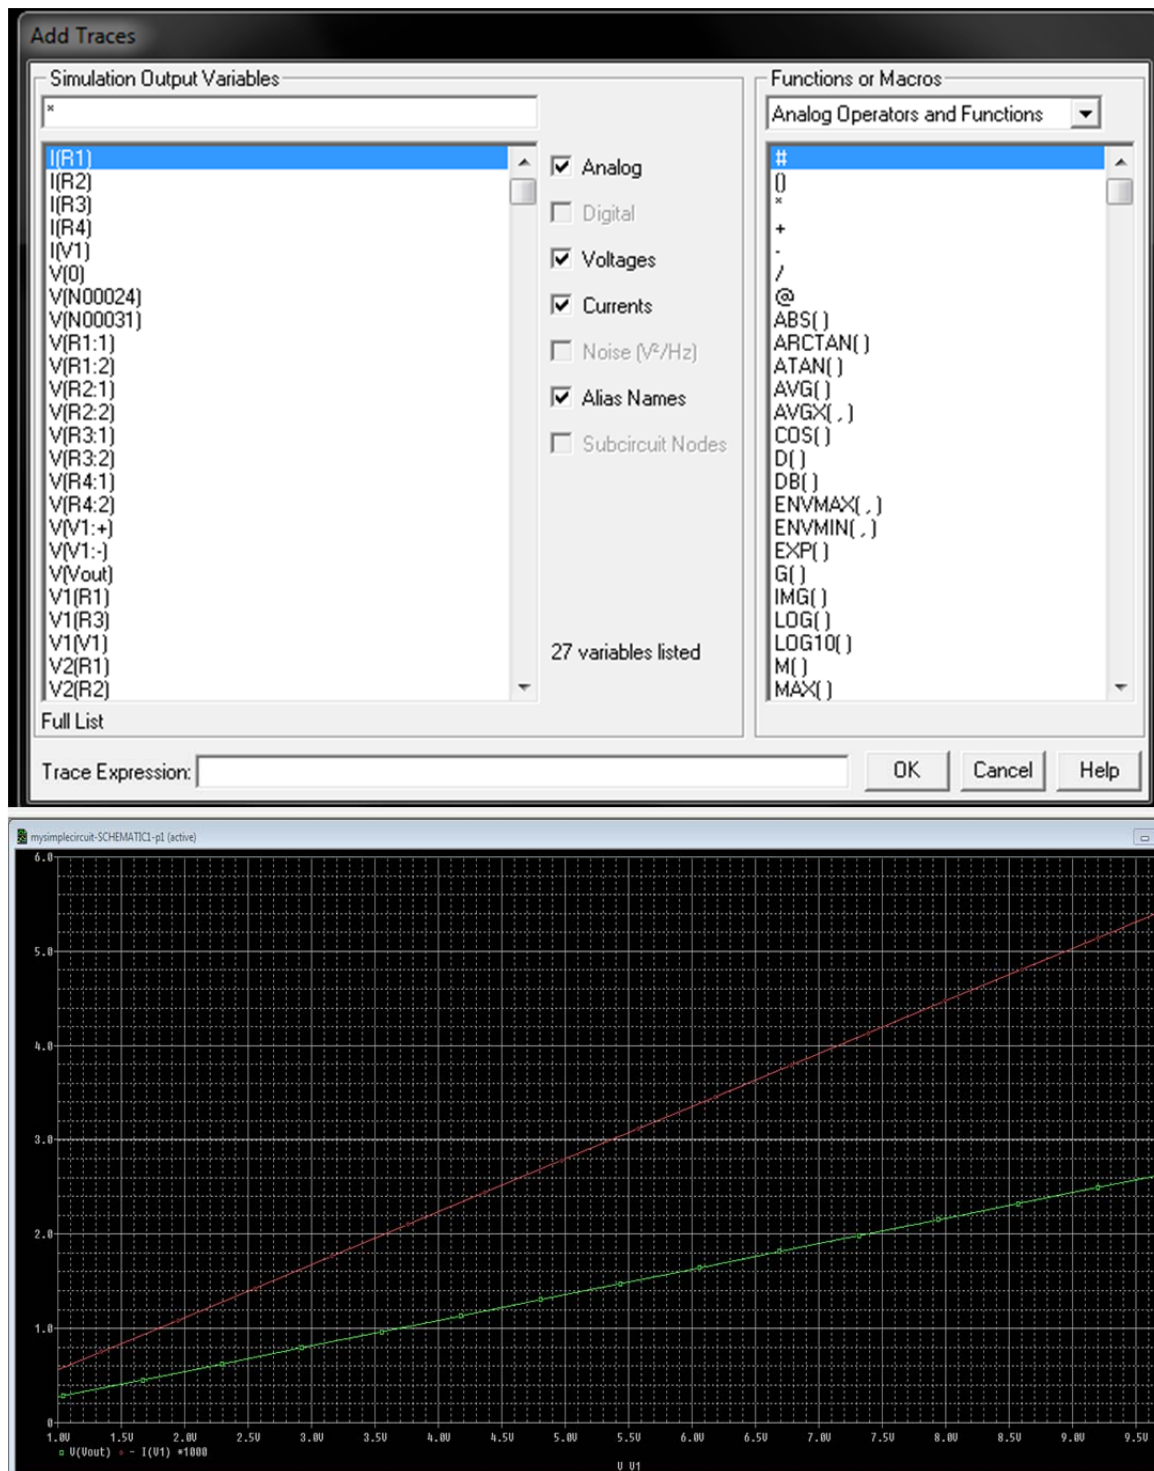 Add Traces
Simulation Output Variables
*
I(R1)
I(R2)
I(R3)
I(R4)
I(V1)
V(0)
V(N00024)
V(N00031)
V(R1:1)
V(R1:2)
V(R2:1)
V(R2:2)
V(R3:1)
V(R3:2)
V(R4:1)
V(R4:2)
V(V1:+)
V(V1:-)
V(Vout)
V1(R1)
V1(R3)
V1(V1)
V2(R1)
V2(R2)
Full List
Analog
Digital
Voltages
Currents
Noise (V²/Hz)
Alias Names
Subcircuit Nodes
27 variables listed
Functions or Macros
Analog Operators and Functions
#
()
*
+
-
/
@
ABS( )
ARCTAN( )
ATAN( )
AVG( )
AVGX( , )
COS( )
D( )
DB( )
ENVMAX( , )
ENVMIN( , )
EXP( )
G( )
IMG( )
LOG( )
LOG10( )
M( )
MAX( )
Trace Expression:
OK Cancel Help
mysimplecircuit-SCHEMATIC1-p1 (active)
6.0
5.0
4.0
3.0
2.0
1.0
0
1.0V 1.5V 2.0V 2.5V 3.0V 3.5V 4.0V 4.5V 5.0V 5.5V 6.0V 6.5V 7.0V 7.5V 8.0V 8.5V 9.0V 9.5V
V(Vout) - I(V1) *1000
V_V1